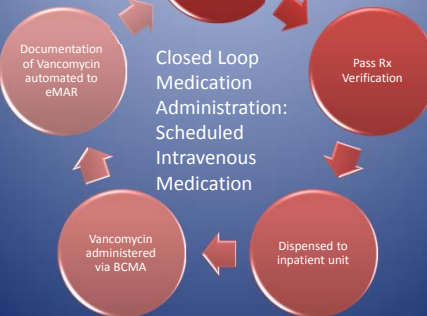 Documentation
of Vancomycin
automated to
eMAR
Closed Loop
Medication
Administration:
Scheduled
Intravenous
Medication
Pass Rx
Verification
Vancomycin
administered
via BCMA
Dispensed to
inpatient unit